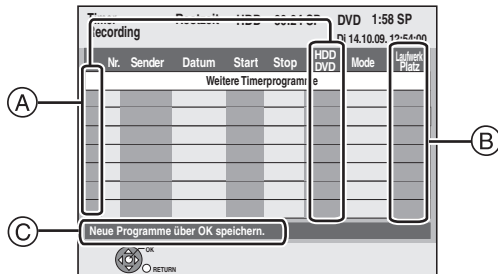 Timer Restzeit HDD SP DVD 1:58 SP
Recording Di 14.10.09. 12:54:00
Nr. Sender Datum Start Stop HDD DVD Mode Laufwerk Platz
Weitere Timerprogramme
A
B
C
Neue Programme über OK speichern.
OK
RETURN